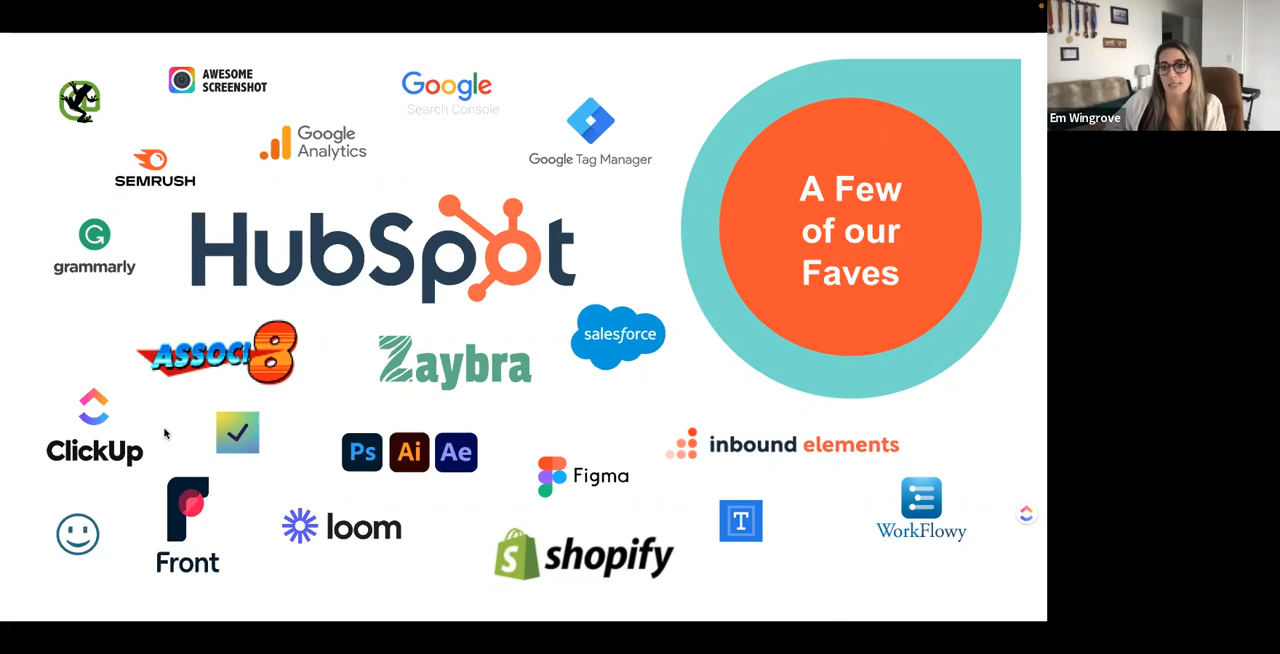 AWESOME
SCREENSHOT
Google
Search Console
Google
Analytics
Google Tag Manager
SEMRUSH
HubSpot
grammarly
A Few
of our
Faves
Em Wingrove
salesforce
ASSOCI8
Zaybra
ClickUp
Ps Ai Ae
inbound elements
Figma
Front
loom
shopify
S
T
WorkFlowy
G